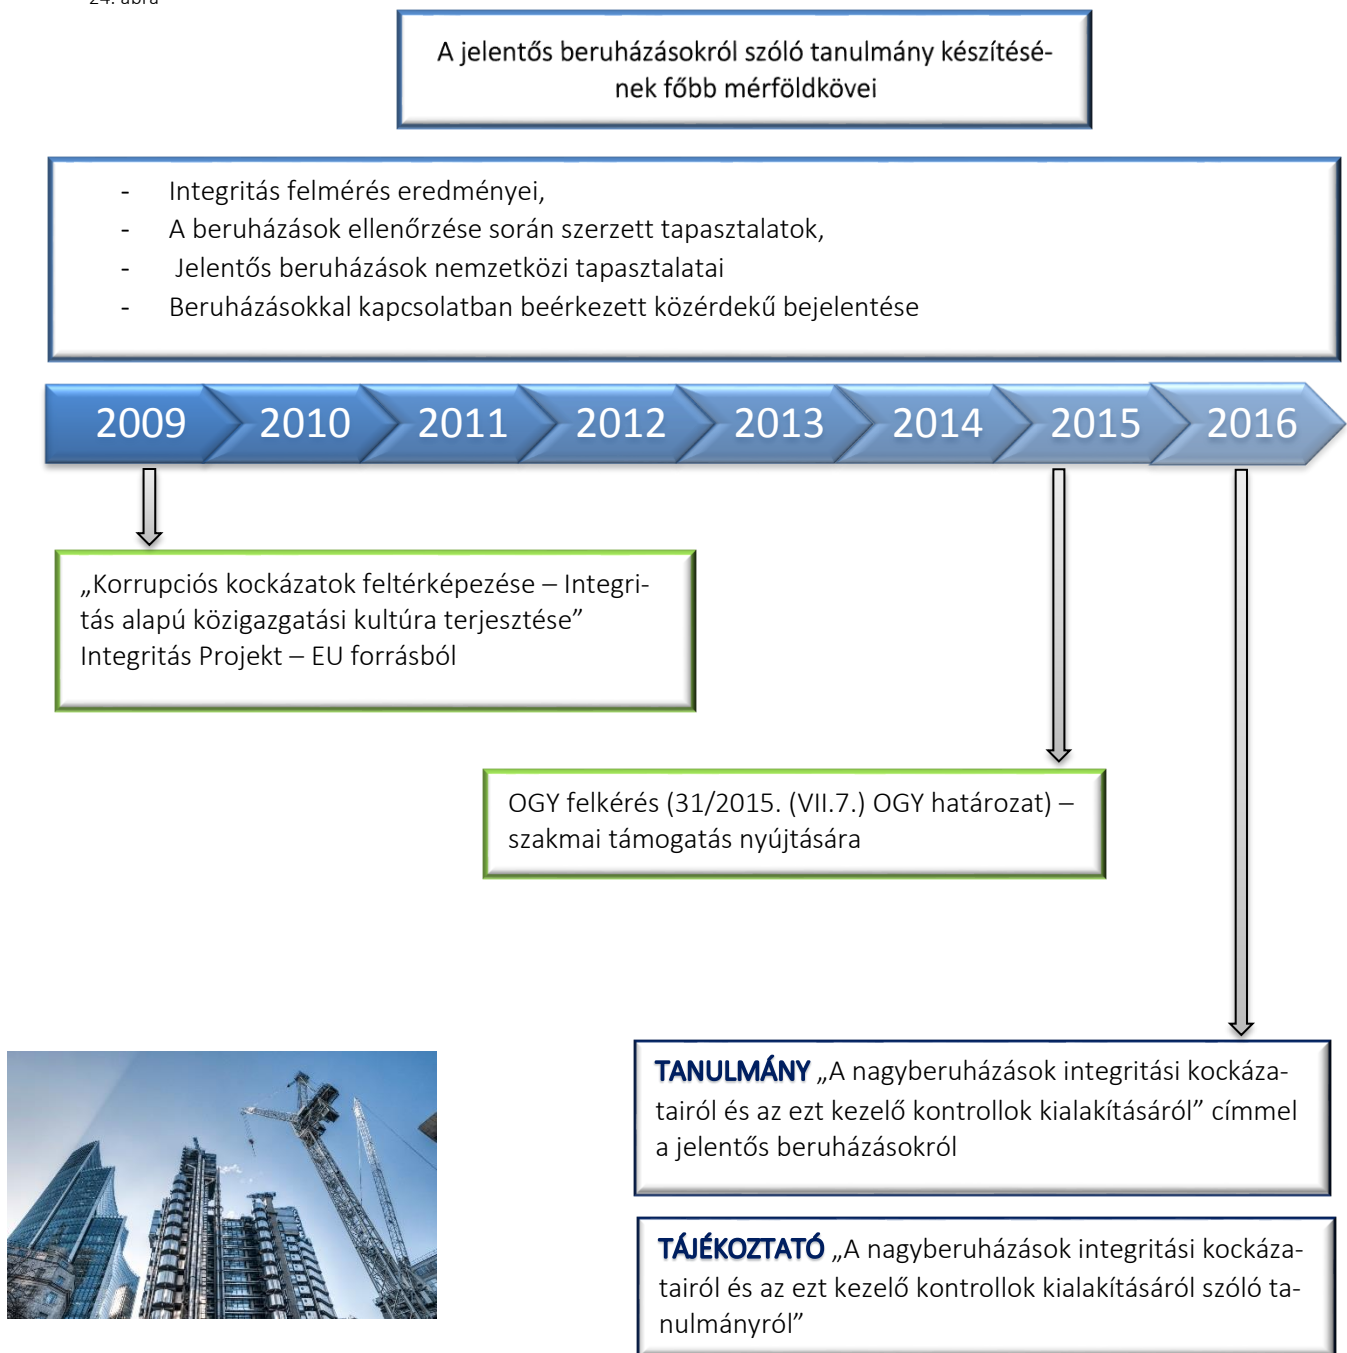 24. ábra
A jelentős beruházásokról szóló tanulmány készítésé-
nek főbb mérföldkövei
- Integritás felmérés eredményei,
- A beruházások ellenőrzése során szerzett tapasztalatok,
- Jelentős beruházások nemzetközi tapasztalatai
- Beruházásokkal kapcsolatban beérkezett közérdekű bejelentése
2009 2010 2011 2012 2013 2014 2015 2016
„Korrupciós kockázatok feltérképezése – Integri-
tás alapú közigazgatási kultúra terjesztése”
Integritás Projekt – EU forrásból
OGY felkérés (31/2015. (VII.7.) OGY határozat) –
szakmai támogatás nyújtására
TANULMÁNY „A nagyberuházások integritási kockáza-
tairól és az ezt kezelő kontrollok kialakításáról” címmel
a jelentős beruházásokról
TÁJÉKOZTATÓ „A nagyberuházások integritási kockáza-
tairól és az ezt kezelő kontrollok kialakításáról szóló ta-
nulmányról”